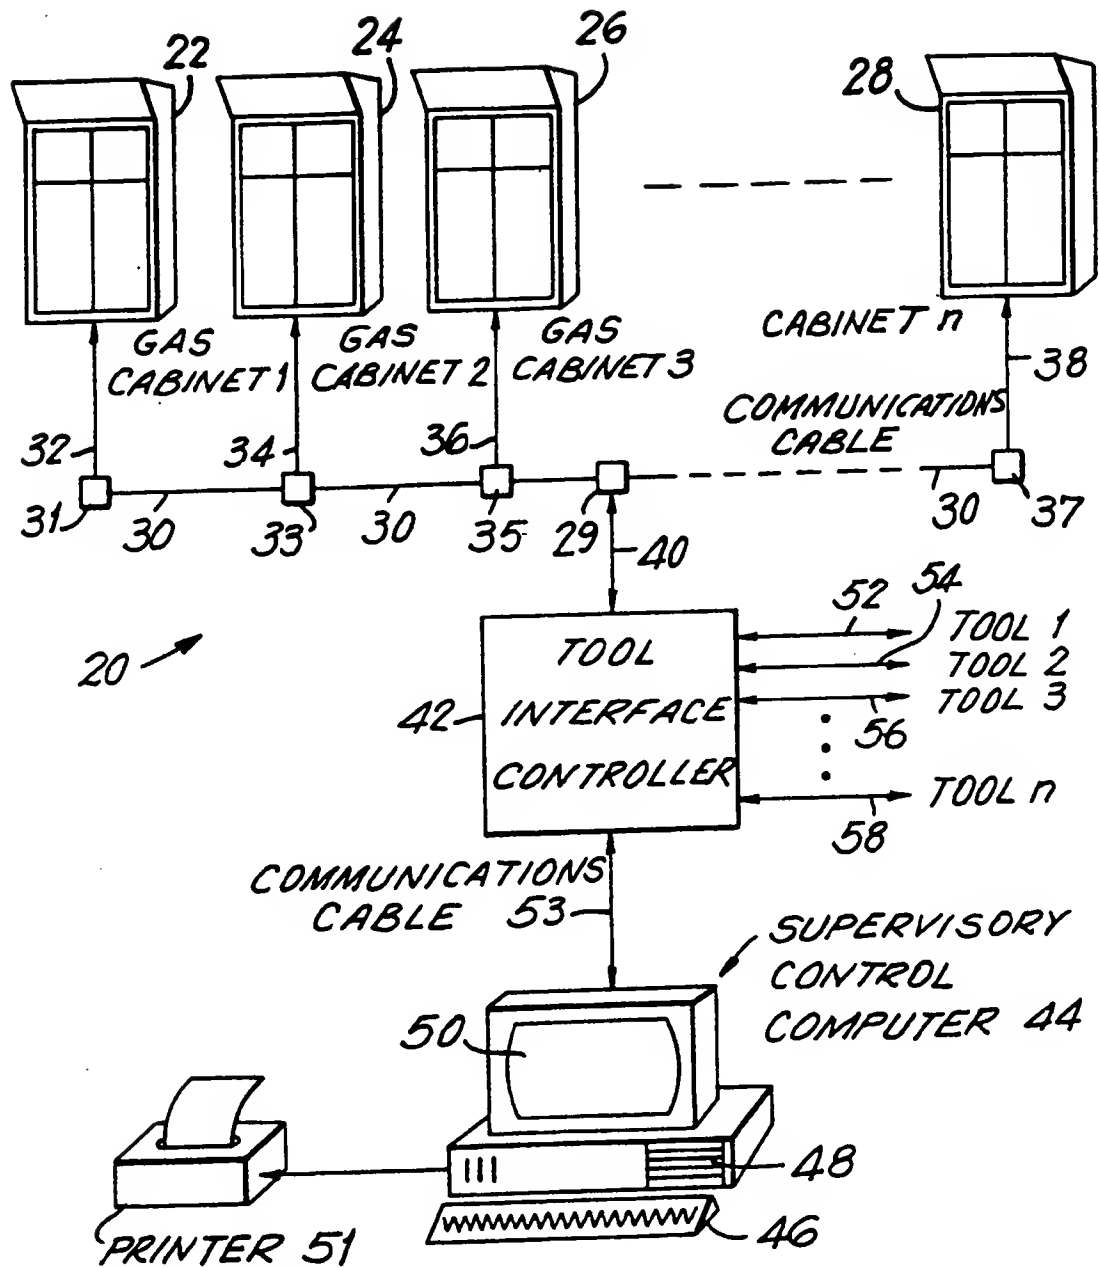 22
24
26
28
GAS
CABINET 1
GAS
CABINET 2
GAS
CABINET 3
CABINET n
38
COMMUNICATIONS
CABLE
32
34
36
31
30
33
30
35
29
30
37
40
20
42
TOOL
INTERFACE
CONTROLLER
52
54
TOOL 1
TOOL 2
TOOL 3
56
TOOL n
58
COMMUNICATIONS
CABLE
53
SUPERVISORY
CONTROL
COMPUTER 44
50
48
46
PRINTER 51